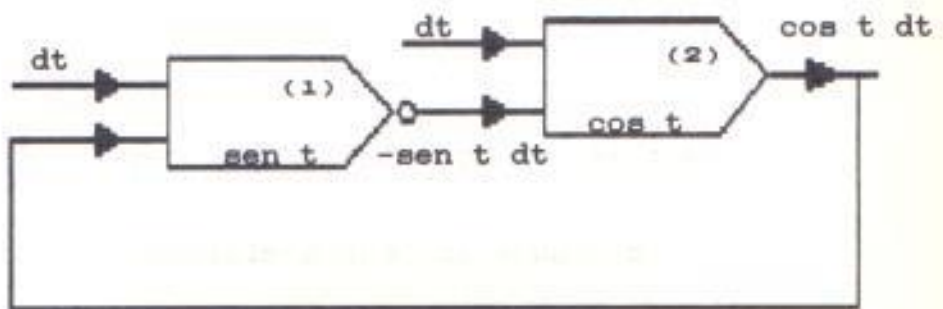 dt
cos t dt
dt
(2)
(1)
cos t
sen t
-sen t dt